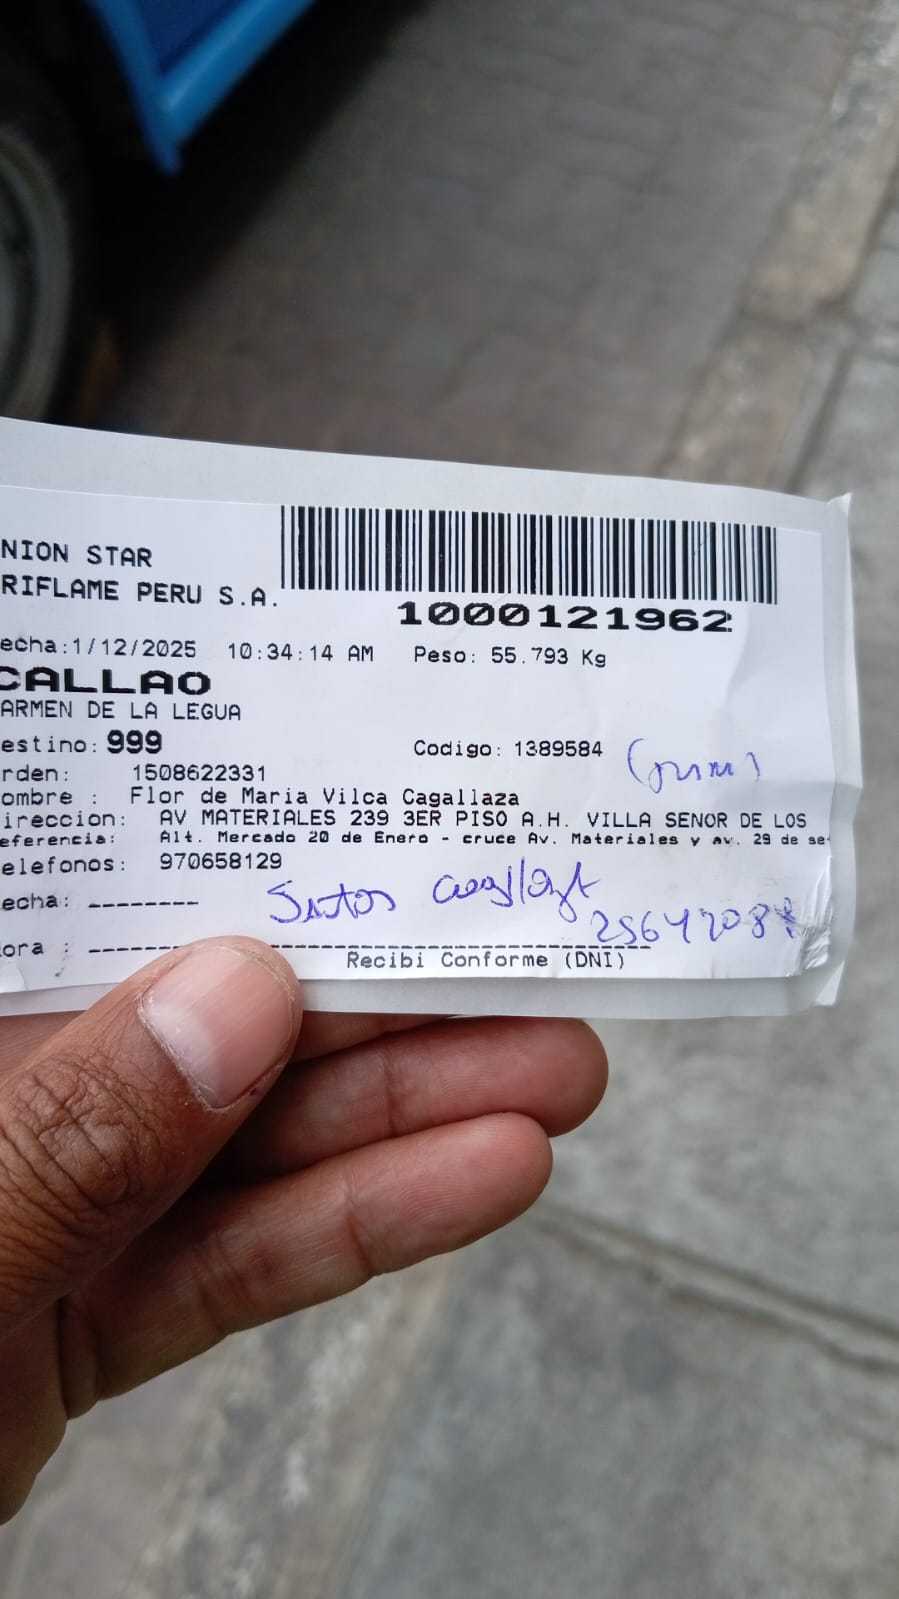 NION STAR
RIFLAME PERU S.A.
1000121962
echa:1/12/2025 10:34:14 AM Peso: 55.793 Kg
CALLAO
ARMEN DE LA LEGUA
estino: 999 Codigo: 1389584
rden: 1508622331
ombre : Flor de Maria Vilca Cagallaza
ireccion: AV MATERIALES 239 3ER PISO A.H. VILLA SENOR DE LOS
eferencia: Alt. Mercado 20 de Enero - cruce Av. Materiales y av. 29 de se
elefonos: 970658129
echa: --------
ora :
Recibi Conforme (DNI)